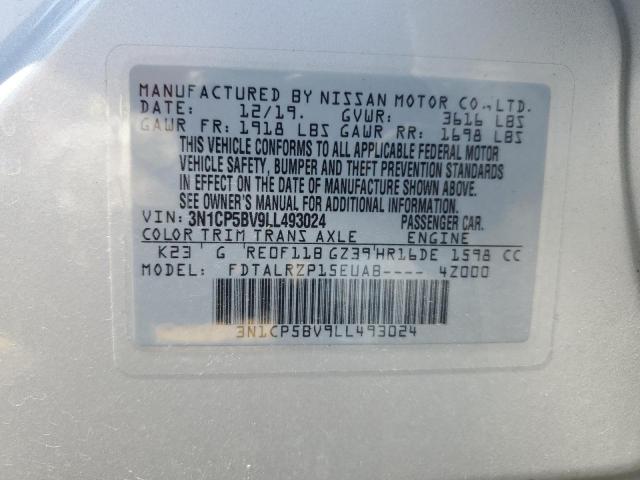 MANUFACTURED BY NISSAN MOTOR CO., LTD.
DATE: 12/19. GVWR: 3616 LBS
GAWR FR: 1918 LBS GAWR RR: 1698 LBS
THIS VEHICLE CONFORMS TO ALL APPLICABLE FEDERAL MOTOR
VEHICLE SAFETY, BUMPER AND THEFT PREVENTION STANDARDS
IN EFFECT ON THE DATE OF MANUFACTURE SHOWN ABOVE.
SEE OWNER'S MANUAL FOR ADDITIONAL INFORMATION.
VIN: 3N1CP5BV9LL493024 PASSENGER CAR.
COLOR TRIM TRANS AXLE ENGINE
K23 G RE0F11B GZ39 HR16DE 1598 CC
MODEL: FDTALRZP15EUAB---- 4Z000
3N1CP5BV9LL493024